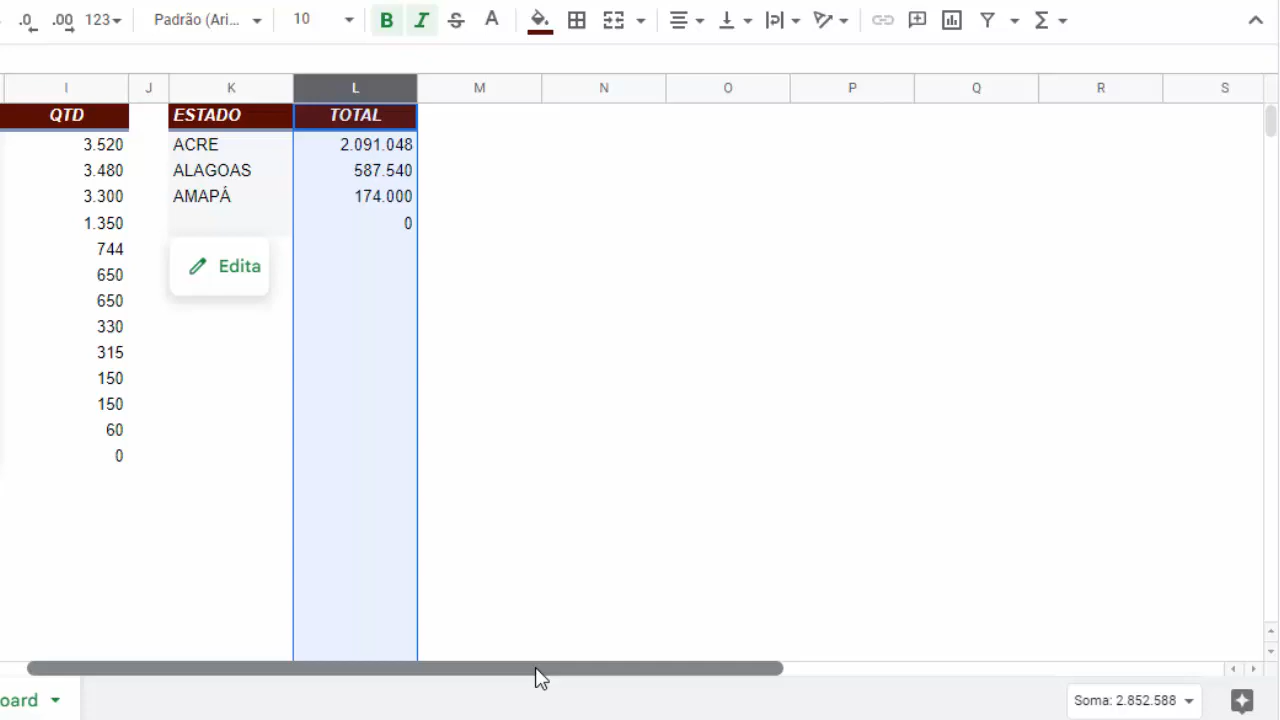 .0 .00 123 Padrão (Ari... 10 B I S A Σ
I J K L M N O P Q R S
QTD ESTADO TOTAL
3.520 ACRE 2.091.048
3.480 ALAGOAS 587.540
3.300 AMAPÁ 174.000
1.350 0
744
650 Edita
650
330
315
150
150
60
0
oard Soma: 2.852.588